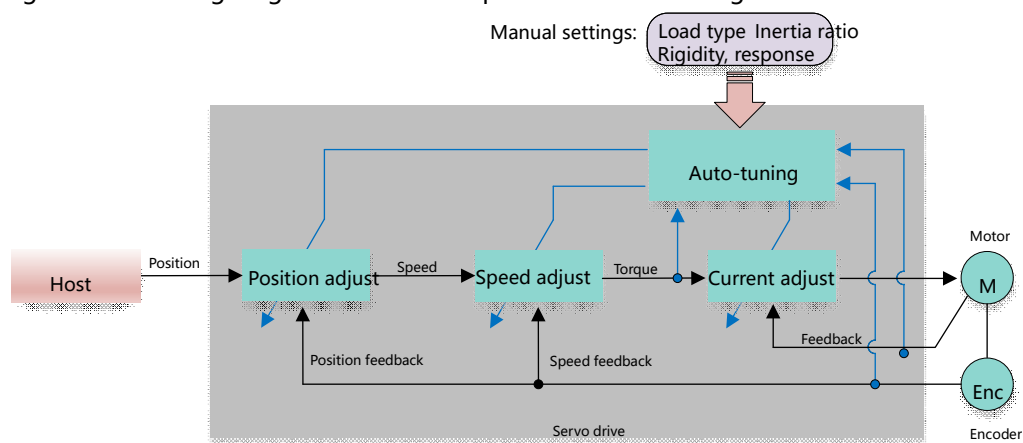 Manual settings:
Load type Inertia ratio
Rigidity, response
Auto-tuning
Motor
Host
Position
Position adjust
Speed
Speed adjust
Torque
Current adjust
M
Feedback
Position feedback
Speed feedback
Enc
Servo drive
Encoder